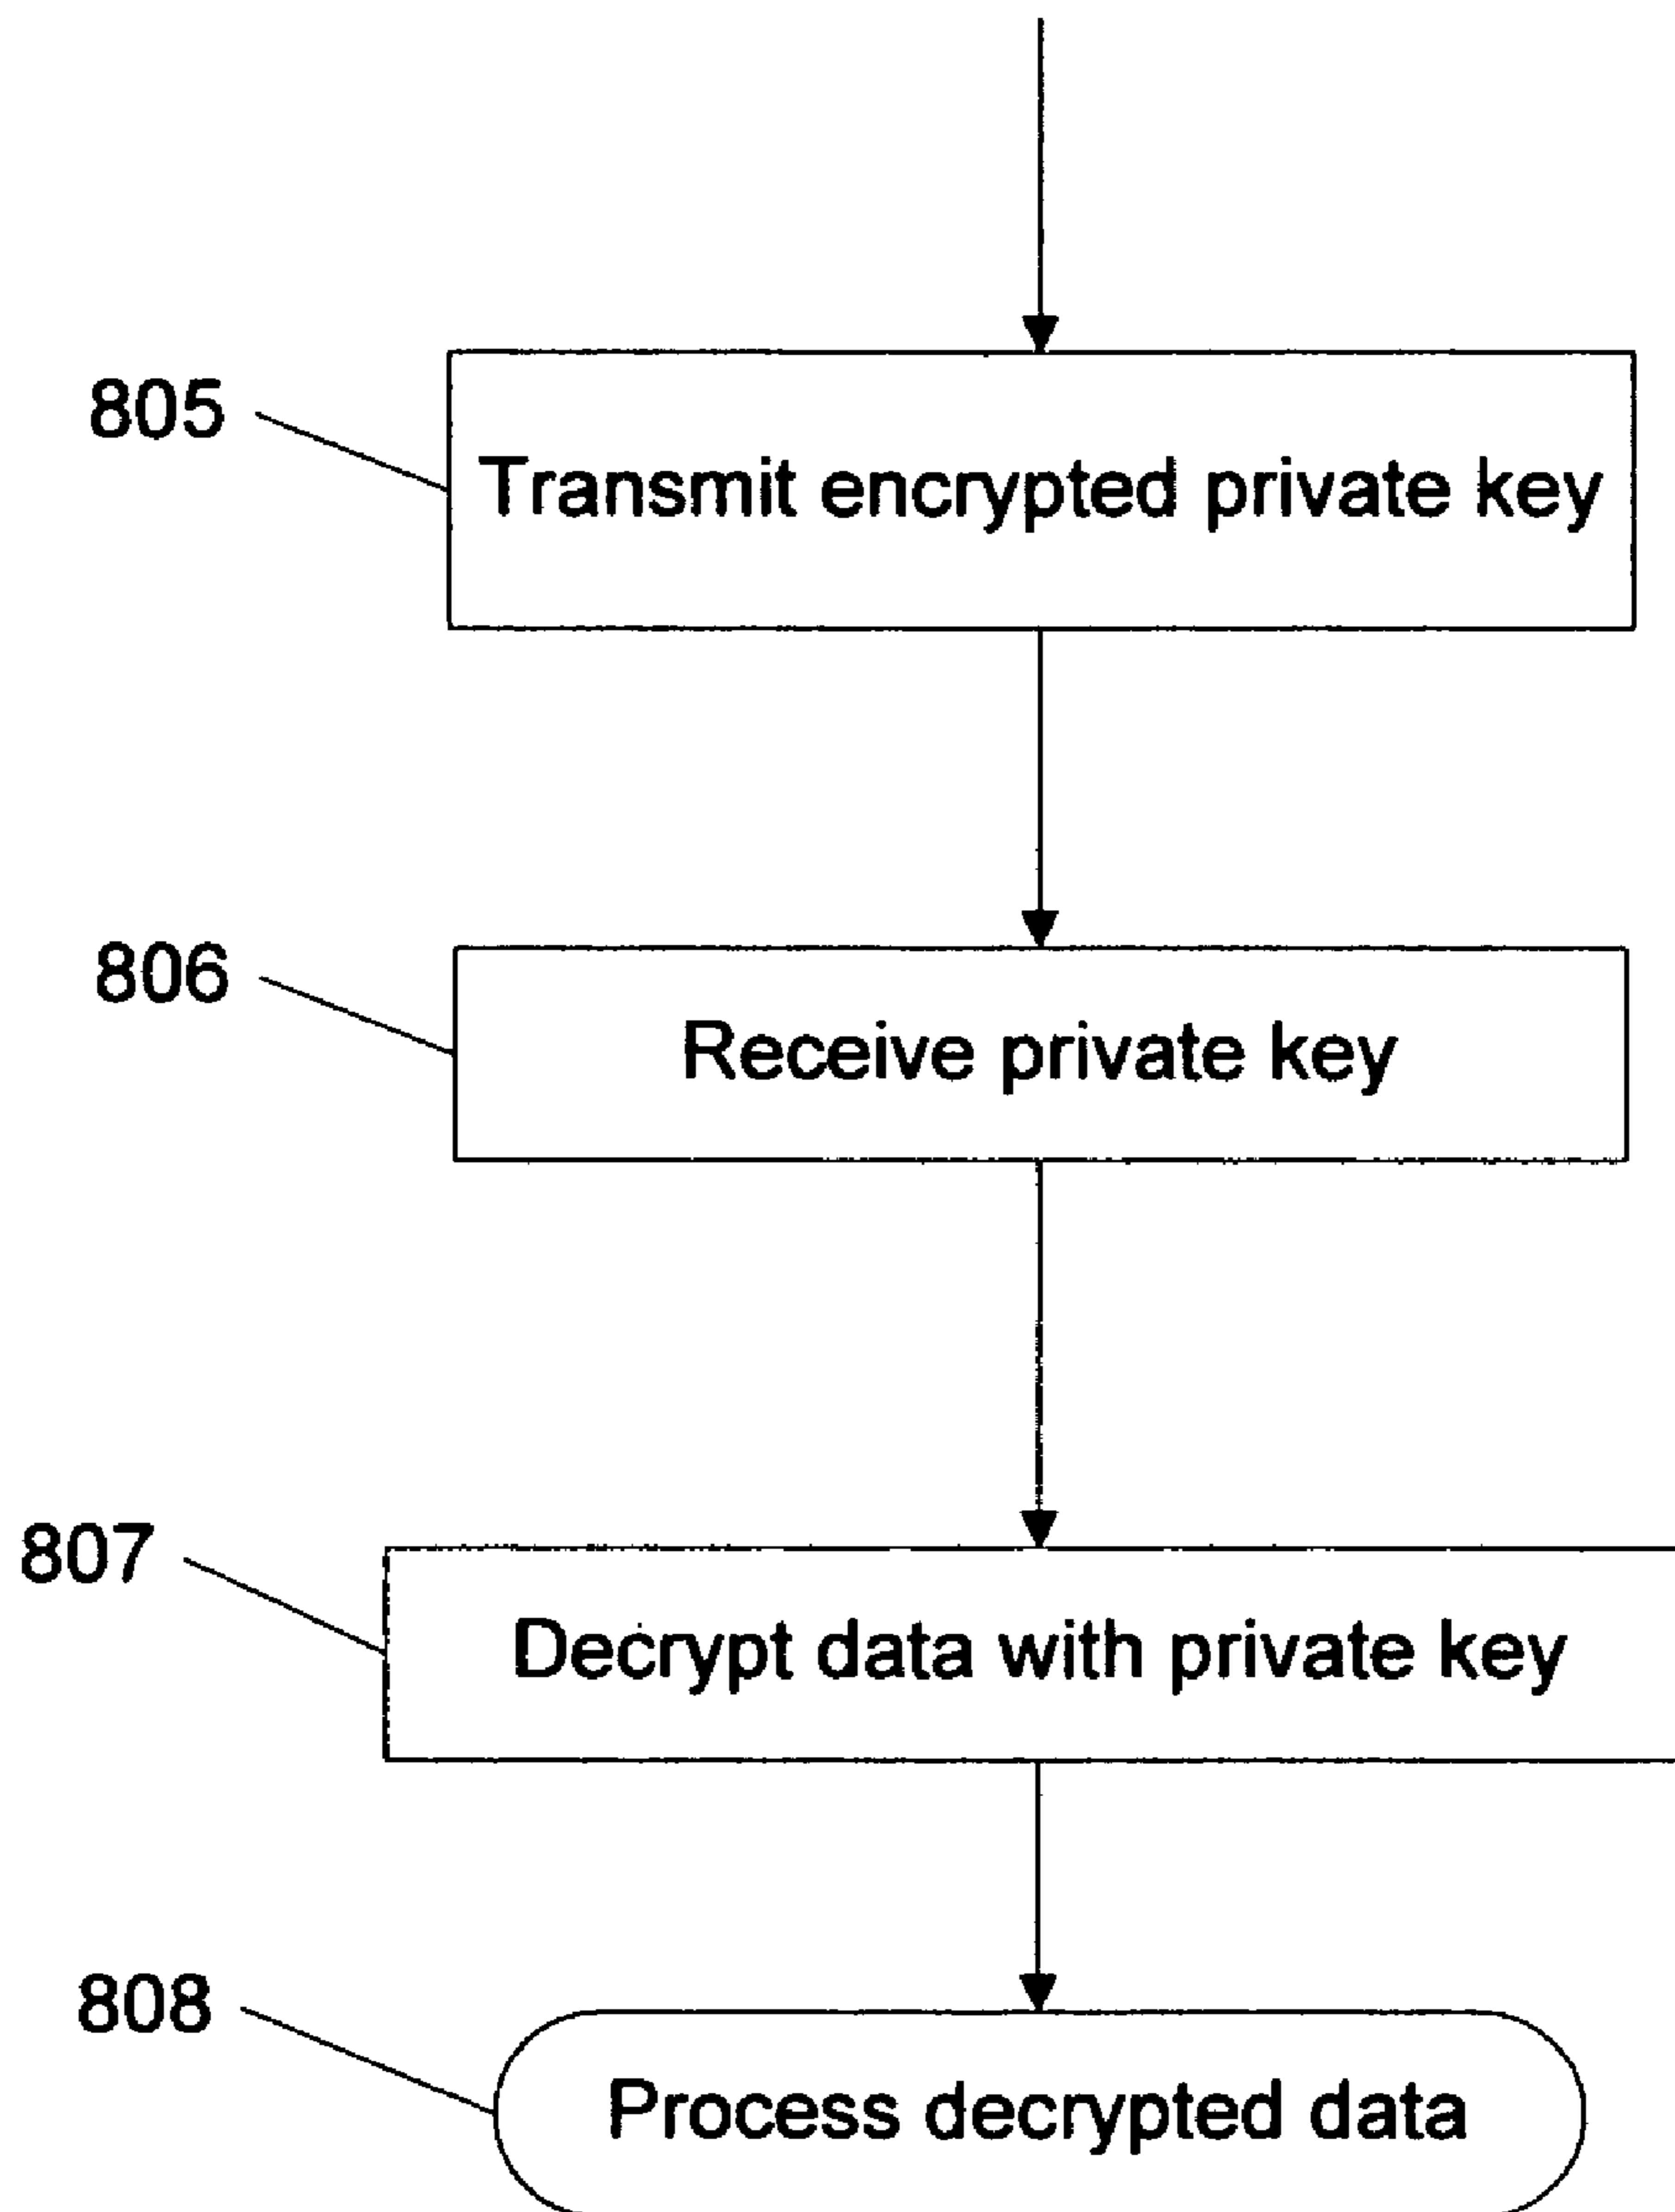 805
Transmit encrypted private key
806
Receive private key
807
Decrypt data with private key
808
Process decrypted data